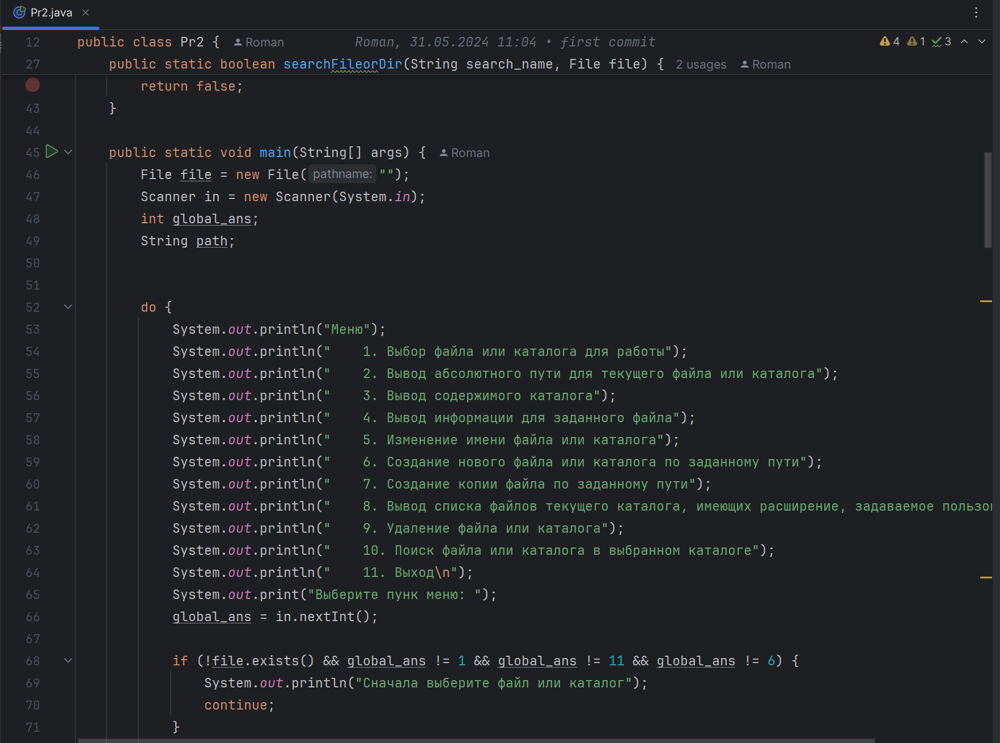 Pr2.java
12 public class Pr2 { Roman Roman, 31.05.2024 11:04 • first commit 4 1 3
27 public static boolean searchFileorDir(String search_name, File file) { 2 usages Roman
return false;
43 }
44
45 public static void main(String[] args) { Roman
46 File file = new File( pathname: "");
47 Scanner in = new Scanner(System.in);
48 int global_ans;
49 String path;
50
51
52 do {
53 System.out.println("Меню");
54 System.out.println("    1. Выбор файла или каталога для работы");
55 System.out.println("    2. Вывод абсолютного пути для текущего файла или каталога");
56 System.out.println("    3. Вывод содержимого каталога");
57 System.out.println("    4. Вывод информации для заданного файла");
58 System.out.println("    5. Изменение имени файла или каталога");
59 System.out.println("    6. Создание нового файла или каталога по заданному пути");
60 System.out.println("    7. Создание копии файла по заданному пути");
61 System.out.println("    8. Вывод списка файлов текущего каталога, имеющих расширение, задаваемое
62 System.out.println("    9. Удаление файла или каталога");
63 System.out.println("    10. Поиск файла или каталога в выбранном каталоге");
64 System.out.println("    11. Выход\n");
65 System.out.print("Выберите пунк меню: ");
66 global_ans = in.nextInt();
67
68 if (!file.exists() && global_ans != 1 && global_ans != 11 && global_ans != 6) {
69 System.out.println("Сначала выберите файл или каталог");
70 continue;
71 }